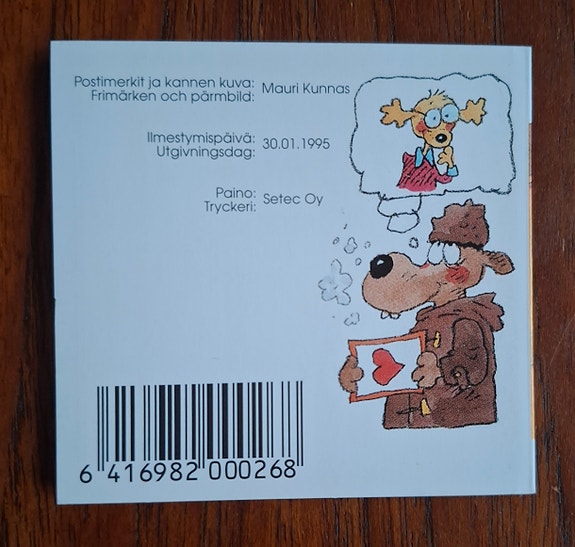 Postimerkit ja kannen kuva:
Frimärken och pärmbild: Mauri Kunnas
Ilmestymispäivä:
Utgivningsdag: 30.01.1995
Paino:
Tryckeri: Setec Oy
6 416982 000268